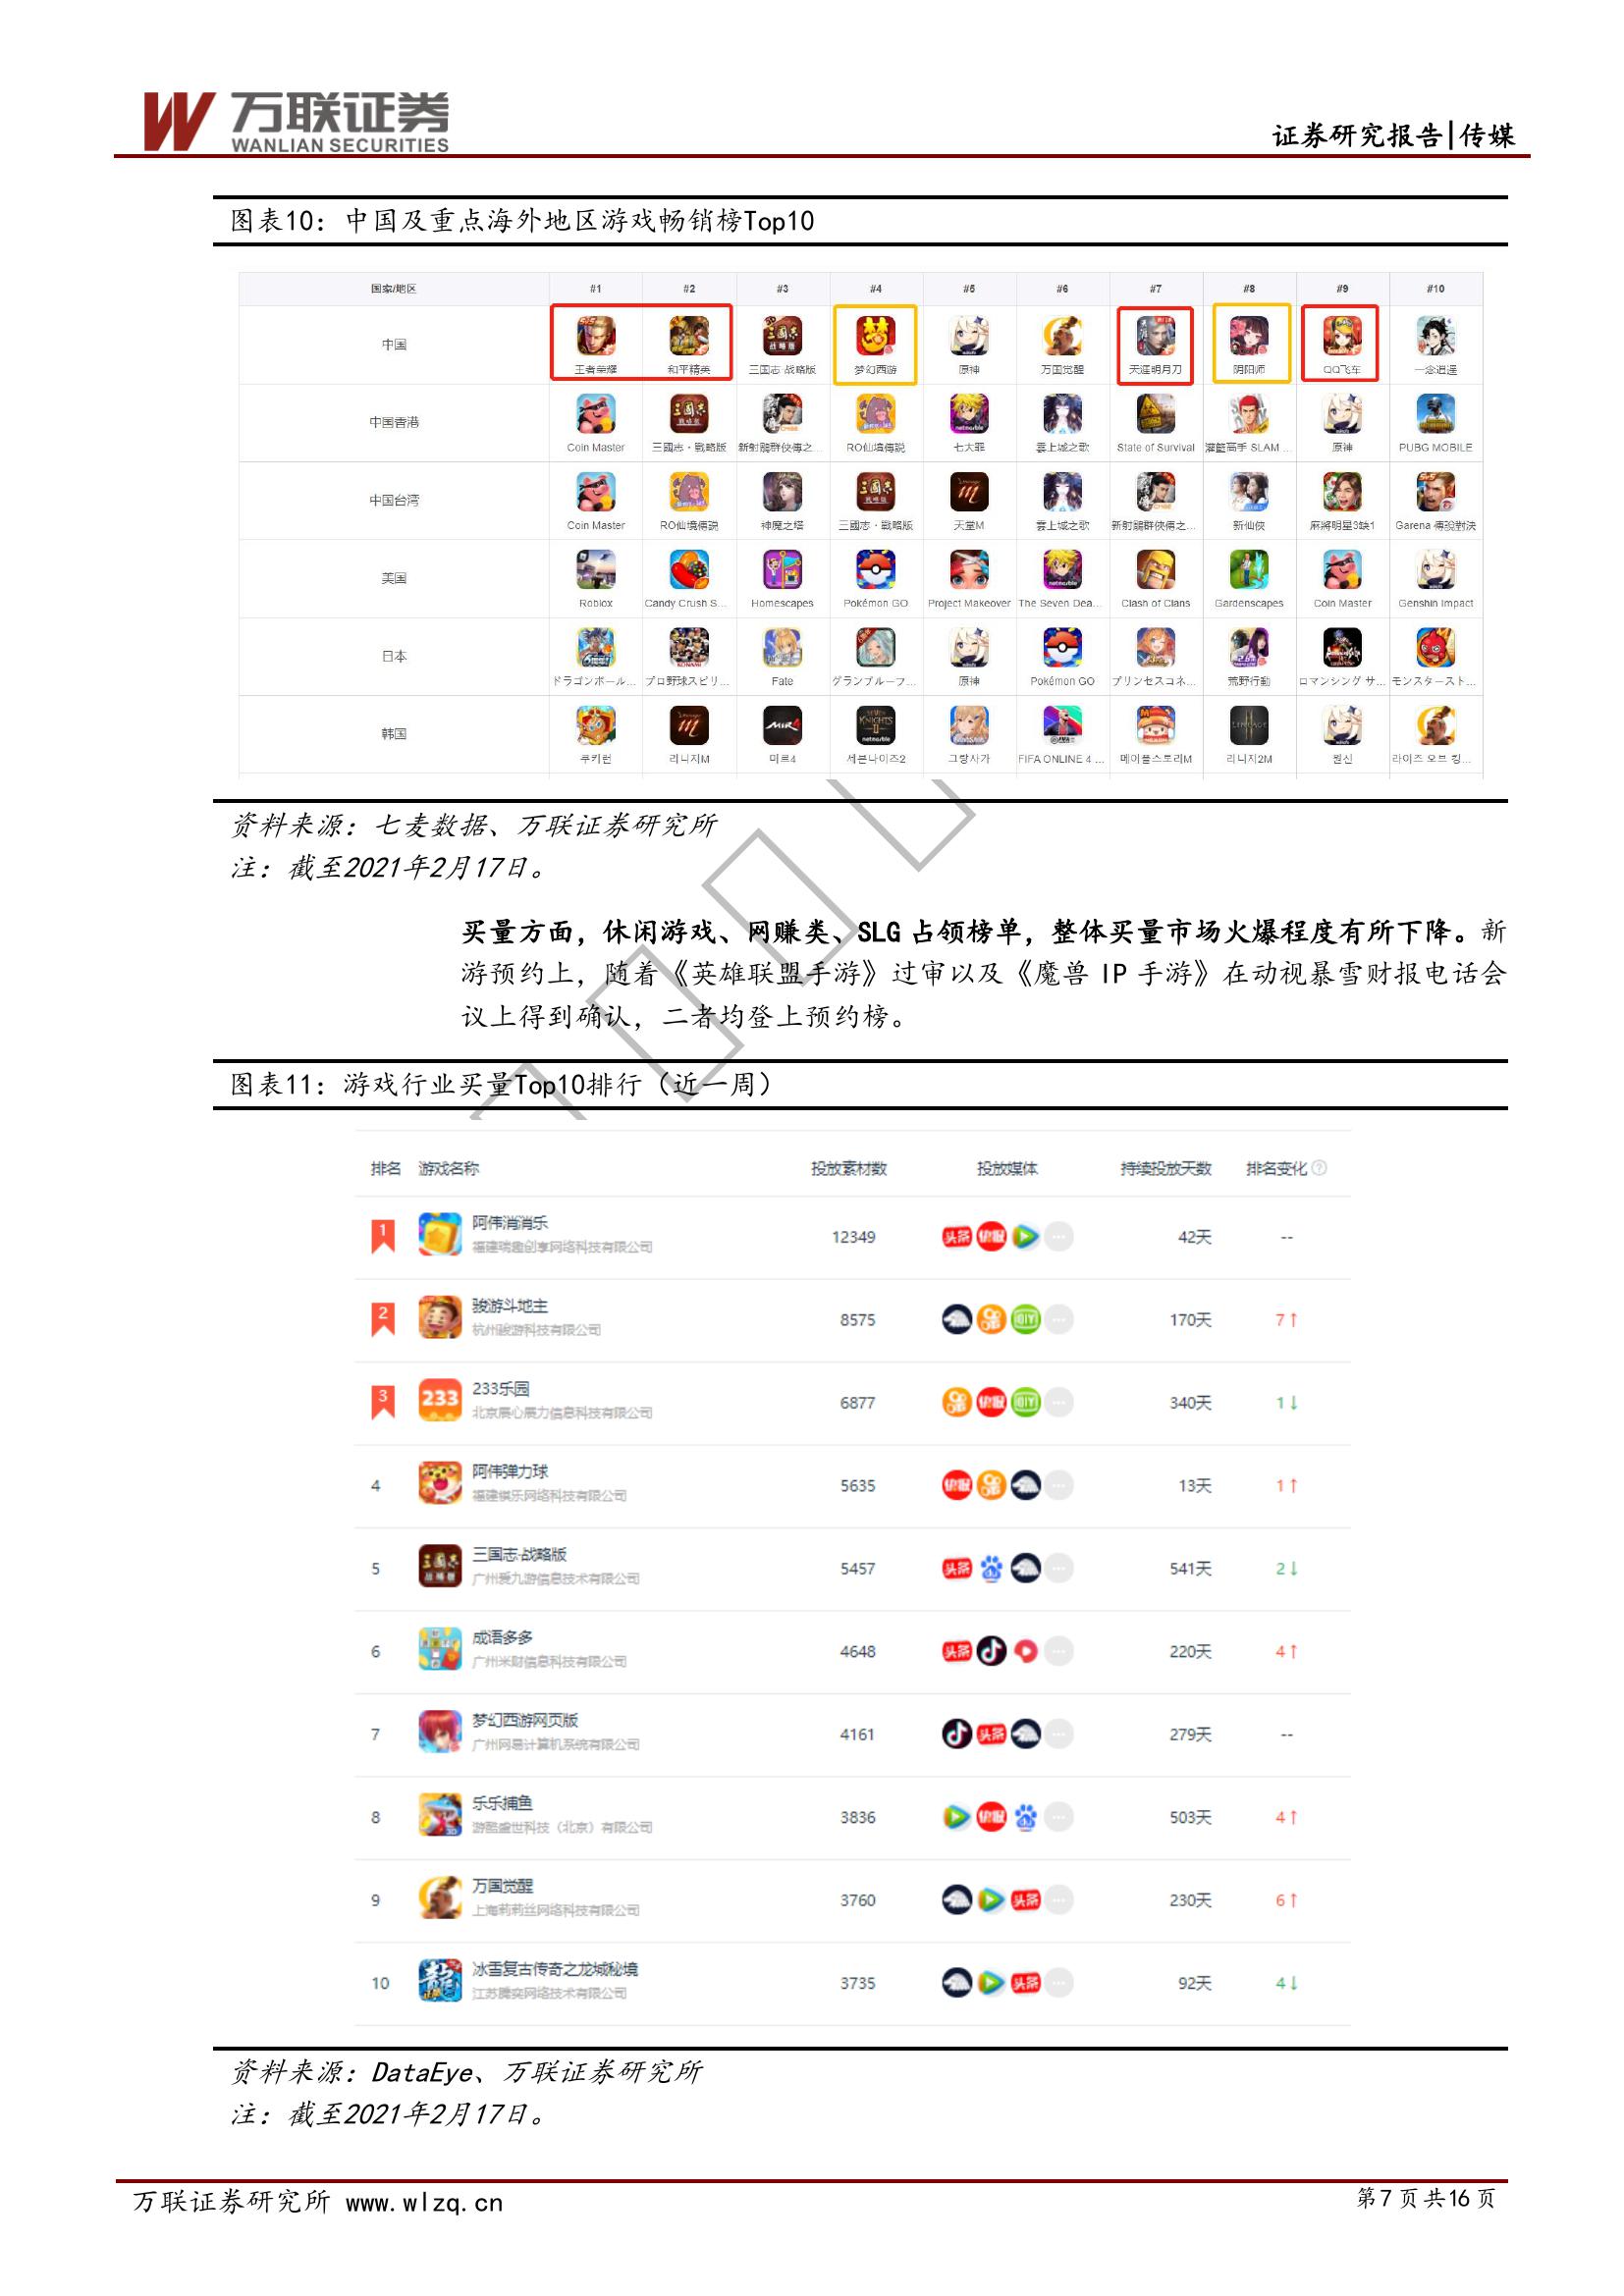 万联证券
WANLIAN SECURITIES
证券研究报告|传媒
图表10：中国及重点海外地区游戏畅销榜Top10
国家/地区 #1 #2 #3 #4 #5 #6 #7 #8 #9 #10
中国 王者荣耀 和平精英 三国志·战略版 梦幻西游 原神 万国觉醒 天涯明月刀 阴阳师 QQ飞车 一念逍遥
中国香港 Coin Master 三國志·戰略版 新射鵰群俠傳之... RO仙境傳説 七大罪 雲上城之歌 State of Survival 灌籃高手 SLAM ... 原神 PUBG MOBILE
中国台湾 Coin Master RO仙境傳説 神魔之塔 三國志·戰略版 天堂M 雲上城之歌 新射鵰群俠傳之... 新仙俠 麻將明星3缺1 Garena 傳說對決
美国 Roblox Candy Crush S... Homescapes Pokémon GO Project Makeover The Seven Dea... Clash of Clans Gardenscapes Coin Master Genshin Impact
日本 ドラゴンボール... プロ野球スピリ... Fate グランブルーフ... 原神 Pokémon GO プリンセスコネ... 荒野行動 ロマンシング サ... モンスタースト...
韩国 쿠키런 리니지M 미르4 세븐나이츠2 그랑사가 FIFA ONLINE 4 ... 메이플스토리M 리니지2M 원신 라이즈 오브 킹...
资料来源：七麦数据、万联证券研究所
注：截至2021年2月17日。
买量方面，休闲游戏、网赚类、SLG 占领榜单，整体买量市场火爆程度有所下降。新
游预约上，随着《英雄联盟手游》过审以及《魔兽 IP 手游》在动视暴雪财报电话会
议上得到确认，二者均登上预约榜。
图表11：游戏行业买量Top10排行（近一周）
排名 游戏名称 投放素材数 投放媒体 持续投放天数 排名变化
1 阿伟消消乐 12349 42天 --
福建嗨趣创享网络科技有限公司
2 骏游斗地主 8575 170天 7↑
杭州骏游科技有限公司
3 233乐园 6877 340天 1↓
北京展心展力信息科技有限公司
4 阿伟弹力球 5635 13天 1↑
福建棋乐网络科技有限公司
5 三国志·战略版 5457 541天 2↓
广州爱九游信息技术有限公司
6 成语多多 4648 220天 4↑
广州米财信息科技有限公司
7 梦幻西游网页版 4161 279天 --
广州网易计算机系统有限公司
8 乐乐捕鱼 3836 503天 4↑
游酷盛世科技（北京）有限公司
9 万国觉醒 3760 230天 6↑
上海莉莉丝网络科技有限公司
10 冰雪复古传奇之龙城秘境 3735 92天 4↓
江苏腾奕网络技术有限公司
资料来源：DataEye、万联证券研究所
注：截至2021年2月17日。
万联证券研究所 www.wlzq.cn
第7页共16页